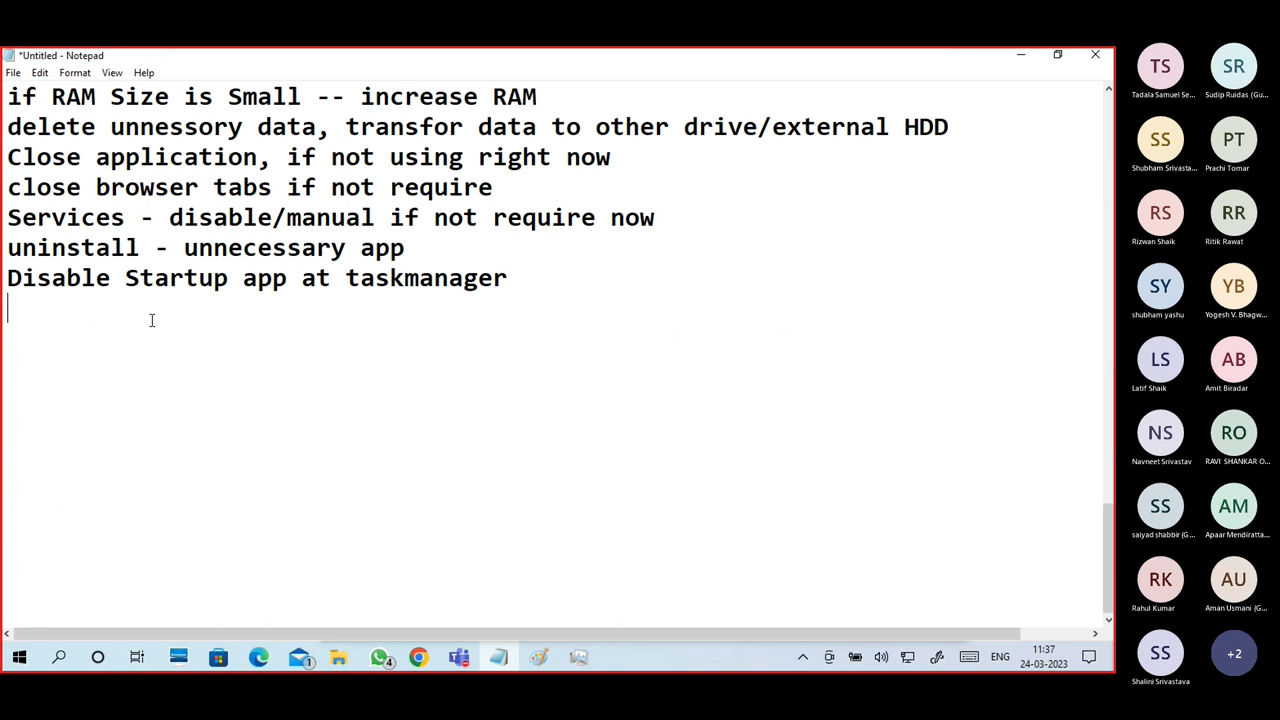 *Untitled - Notepad
File Edit Format View Help
if RAM Size is Small -- increase RAM
delete unnessory data, transfor data to other drive/external HDD
Close application, if not using right now
close browser tabs if not require
Services - disable/manual if not require now
uninstall - unnecessary app
Disable Startup app at taskmanager
1
4
ENG
11:37
24-03-2023
TS
Tadala Samuel Se...
SR
Sudip Ruidas (Gu...
SS
Shubham Srivasta...
PT
Prachi Tomar
RS
Rizwan Shaik
RR
Ritik Rawat
SY
shubham yashu
YB
Yogesh V. Bhagw...
LS
Latif Shaik
AB
Amit Biradar
NS
Navneet Srivastav
RO
RAVI SHANKAR O...
SS
saiyad shabbir (G...
AM
Apaar Mendiratta...
RK
Rahul Kumar
AU
Aman Usmani (G...
SS
Shalini Srivastava
+2